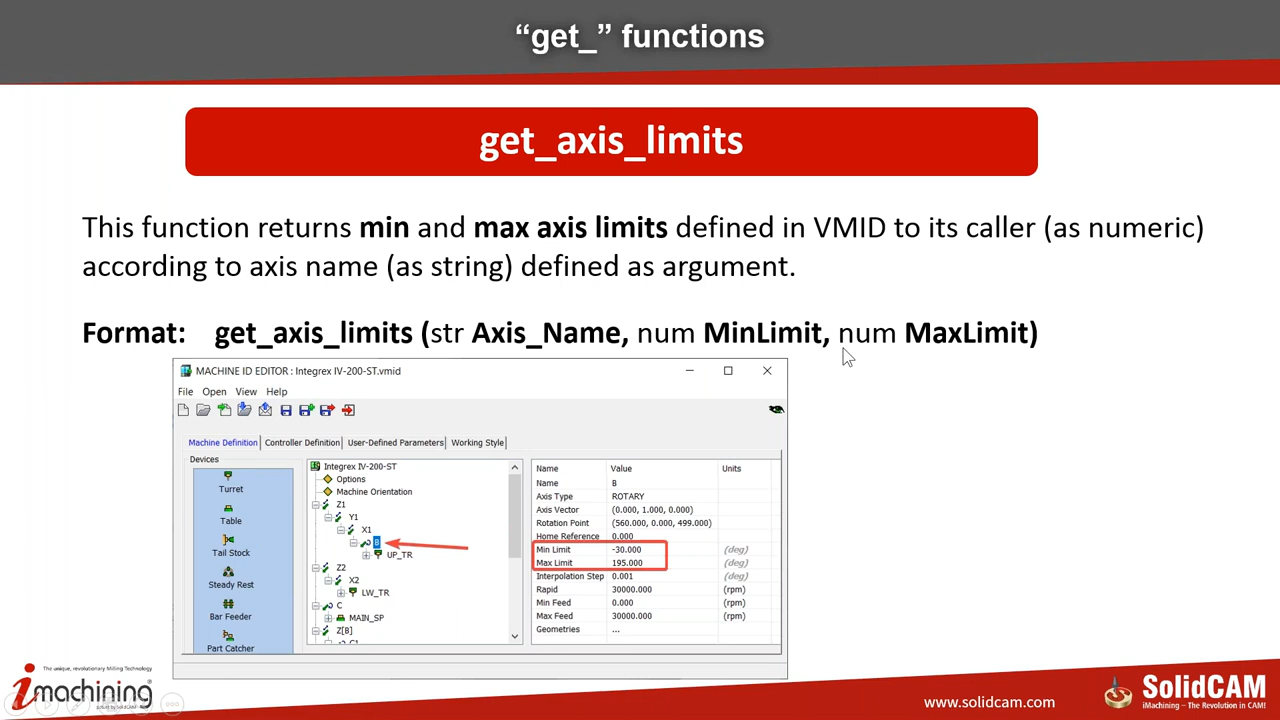 “get_” functions
get_axis_limits
This function returns min and max axis limits defined in VMID to its caller (as numeric)
according to axis name (as string) defined as argument.
Format: get_axis_limits (str Axis_Name, num MinLimit, num MaxLimit)
MACHINE ID EDITOR : Integrex IV-200-ST.vmid
File Open View Help
Machine Definition Controller Definition User-Defined Parameters Working Style
Devices
Turret
Table
Tail Stock
Steady Rest
Bar Feeder
Part Catcher
Integrex IV-200-ST
Options
Machine Orientation
Z1
Y1
X1
B
UP_TR
Z2
X2
LW_TR
C
MAIN_SP
Z[B]
Name Value Units
Name B
Axis Type ROTARY
Axis Vector (0.000, 1.000, 0.000)
Rotation Point (560.000, 0.000, 499.000)
Home Reference 0.000
Min Limit -30.000 (deg)
Max Limit 195.000 (deg)
Interpolation Step 0.001 (deg)
Rapid 30000.000 (rpm)
Min Feed 0.000 (rpm)
Max Feed 30000.000 (rpm)
Geometries ...
The unique, revolutionary Milling Technology
imachining
www.solidcam.com
SolidCAM
iMachining – The Revolution in CAM!